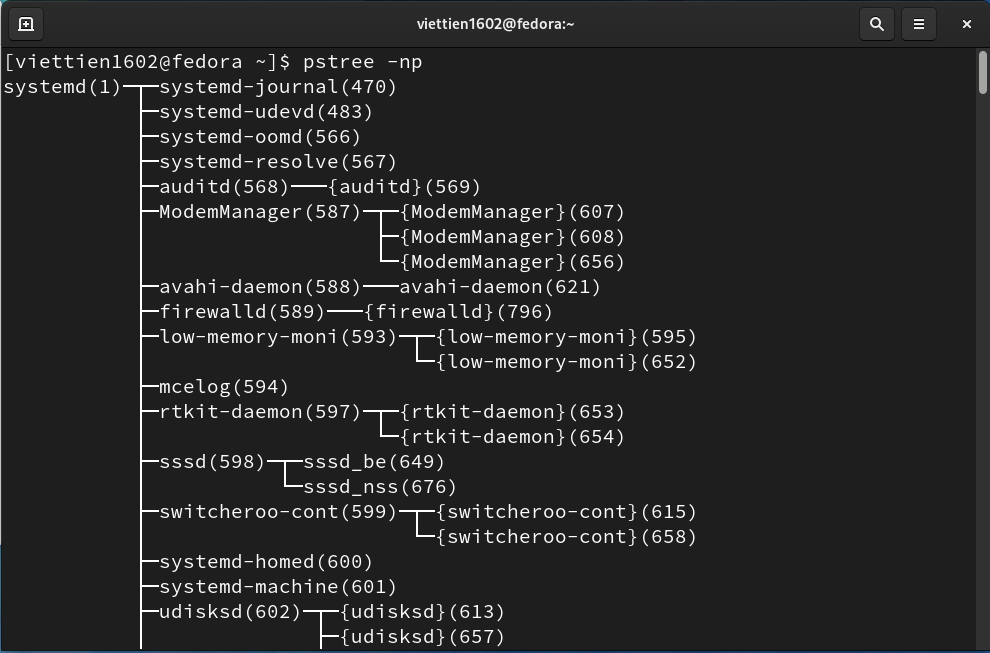 viettien1602@fedora:~
[viettien1602@fedora ~]$ pstree -np
systemd(1)─┬─systemd-journal(470)
           ├─systemd-udevd(483)
           ├─systemd-oomd(566)
           ├─systemd-resolve(567)
           ├─auditd(568)───{auditd}(569)
           ├─ModemManager(587)─┬─{ModemManager}(607)
           │                   ├─{ModemManager}(608)
           │                   └─{ModemManager}(656)
           ├─avahi-daemon(588)───avahi-daemon(621)
           ├─firewalld(589)───{firewalld}(796)
           ├─low-memory-moni(593)─┬─{low-memory-moni}(595)
           │                      └─{low-memory-moni}(652)
           ├─mcelog(594)
           ├─rtkit-daemon(597)─┬─{rtkit-daemon}(653)
           │                   └─{rtkit-daemon}(654)
           ├─sssd(598)─┬─sssd_be(649)
           │           └─sssd_nss(676)
           ├─switcheroo-cont(599)─┬─{switcheroo-cont}(615)
           │                      └─{switcheroo-cont}(658)
           ├─systemd-homed(600)
           ├─systemd-machine(601)
           ├─udisksd(602)─┬─{udisksd}(613)
           │              ├─{udisksd}(657)